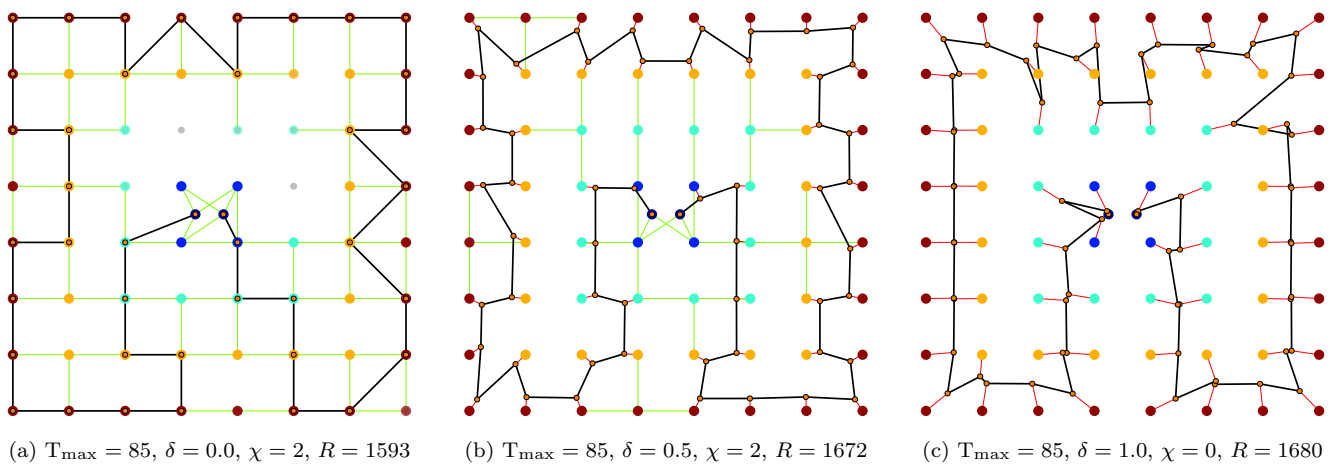 (a) T_max = 85, δ = 0.0, χ = 2, R = 1593
(b) T_max = 85, δ = 0.5, χ = 2, R = 1672
(c) T_max = 85, δ = 1.0, χ = 0, R = 1680